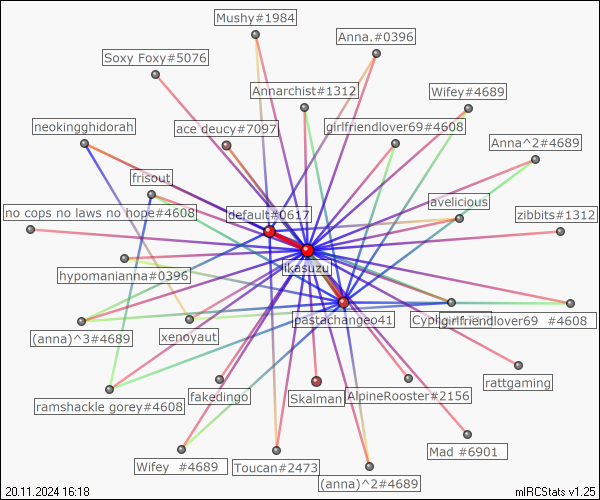 Mushy#1984
Anna.#0396
Soxy Foxy#5076
Annarchist#1312
Wifey#4689
neokingghidorah
ace deucy#7097
girlfriendlover69#4608
Anna^2#4689
frisout
avelicious
no cops no laws no hope#4608
default#0617
zibbits#1312
ikasuzu
hypomanianna#0396
pastachangeo41
girlfriendlover69 #4608
(anna)^3#4689
xenoyaut
rattgaming
fakedingo
Skalman
AlpineRooster#2156
ramshackle gorey#4608
Mad #6901
Wifey #4689
Toucan#2473
(anna)^2#4689
20.11.2024 16:18
mIRCStats v1.25